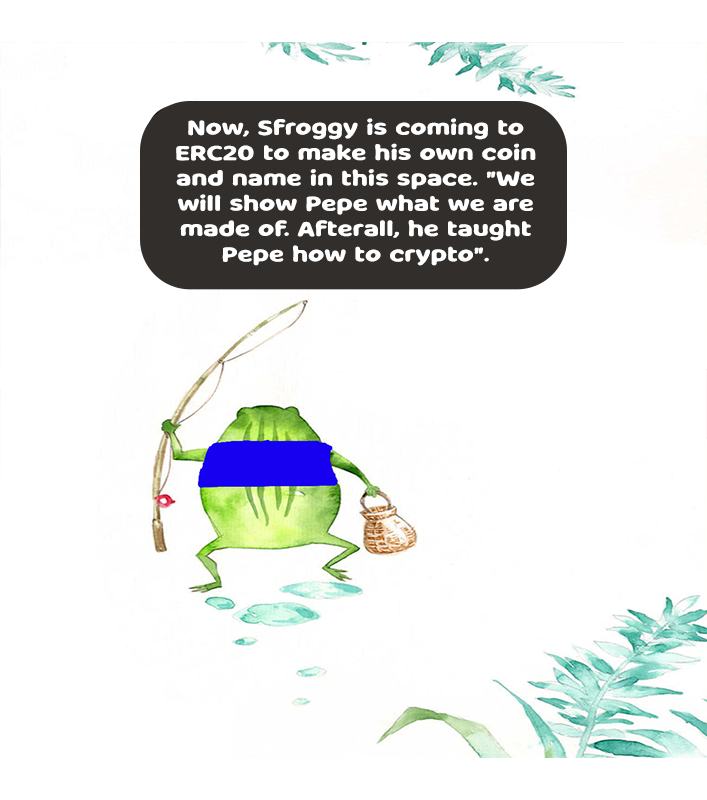 Now, Sfroggy is coming to
ERC20 to make his own coin
and name in this space. "We
will show Pepe what we are
made of. Afterall, he taught
Pepe how to crypto".